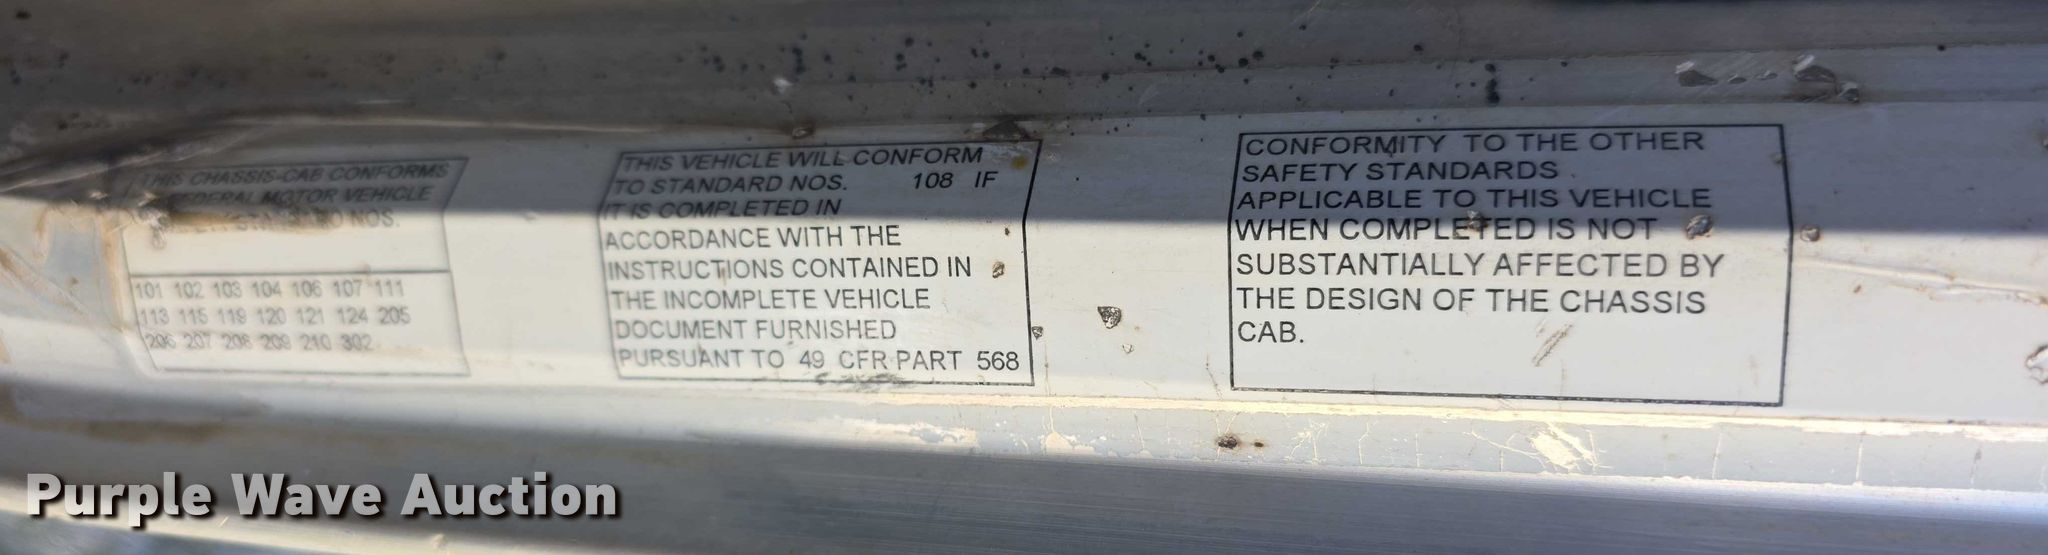 THIS CHASSIS-CAB CONFORMS
FEDERAL MOTOR VEHICLE
NOS.
101 102 103 104 106 107 111
113 115 119 120 121 124 205
206 207 208 209 210 302
THIS VEHICLE WILL CONFORM
TO STANDARD NOS. 108 IF
IT IS COMPLETED IN
ACCORDANCE WITH THE
INSTRUCTIONS CONTAINED IN
THE INCOMPLETE VEHICLE
DOCUMENT FURNISHED
PURSUANT TO 49 CFR PART 568
CONFORMITY TO THE OTHER
SAFETY STANDARDS
APPLICABLE TO THIS VEHICLE
WHEN COMPLETED IS NOT
SUBSTANTIALLY AFFECTED BY
THE DESIGN OF THE CHASSIS
CAB.
Purple Wave Auction